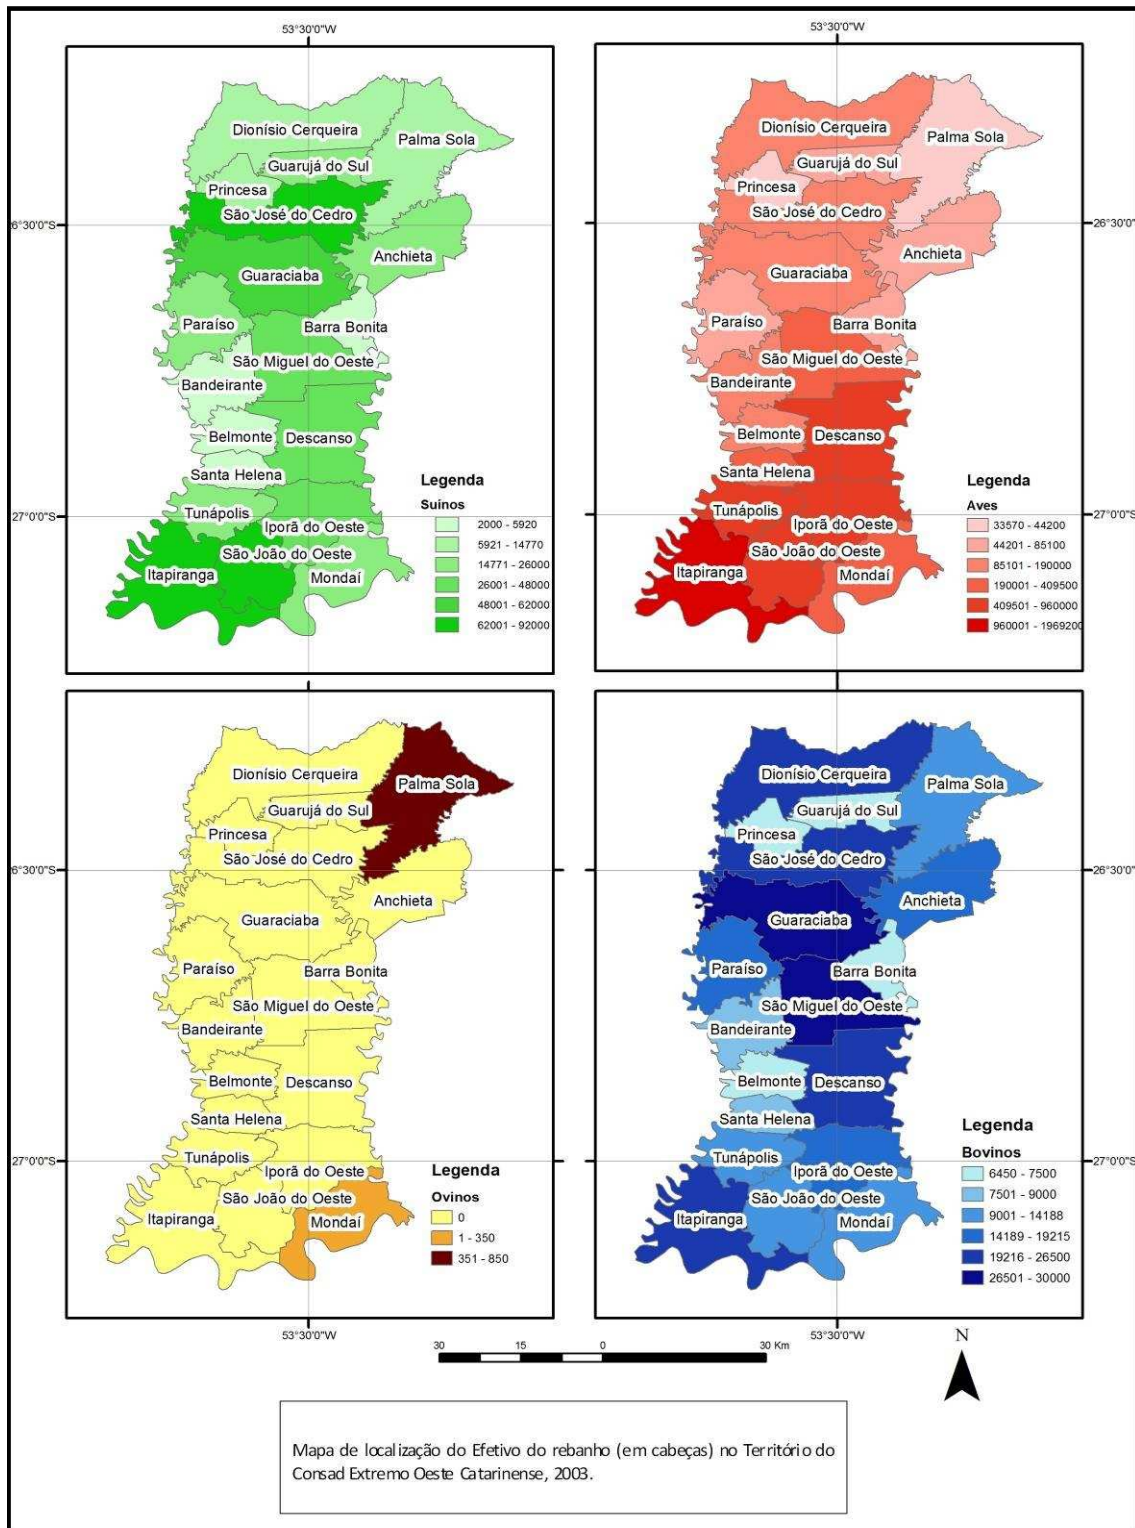 53°30'0"W
53°30'0"W
Dionísio Cerqueira
Palma Sola
Guarujá do Sul
Princesa
São José do Cedro
6°30'0"S
Anchieta
Guaraciaba
Paraíso
Barra Bonita
São Miguel do Oeste
Bandeirante
Belmonte
Descanso
Santa Helena
Tunápolis
27°0'0"S
Iporã do Oeste
São João do Oeste
Itapiranga
Mondaí
Legenda
Suínos
2000 - 5920
5921 - 14770
14771 - 26000
26001 - 48000
48001 - 62000
62001 - 92000
Dionísio Cerqueira
Palma Sola
Guarujá do Sul
Princesa
São José do Cedro
26°30'0"S
Anchieta
Guaraciaba
Paraíso
Barra Bonita
São Miguel do Oeste
Bandeirante
Belmonte
Descanso
Santa Helena
Tunápolis
27°0'0"S
Iporã do Oeste
São João do Oeste
Itapiranga
Mondaí
Legenda
Aves
33570 - 44200
44201 - 85100
85101 - 190000
190001 - 409500
409501 - 960000
960001 - 1969200
Dionísio Cerqueira
Palma Sola
Guarujá do Sul
Princesa
São José do Cedro
6°30'0"S
Anchieta
Guaraciaba
Paraíso
Barra Bonita
São Miguel do Oeste
Bandeirante
Belmonte
Descanso
Santa Helena
Tunápolis
27°0'0"S
Iporã do Oeste
São João do Oeste
Itapiranga
Mondaí
Legenda
Ovinos
0
1 - 350
351 - 850
53°30'0"W
Dionísio Cerqueira
Palma Sola
Guarujá do Sul
Princesa
São José do Cedro
26°30'0"S
Anchieta
Guaraciaba
Paraíso
Barra Bonita
São Miguel do Oeste
Bandeirante
Belmonte
Descanso
Santa Helena
Tunápolis
27°0'0"S
Iporã do Oeste
São João do Oeste
Itapiranga
Mondaí
Legenda
Bovinos
6450 - 7500
7501 - 9000
9001 - 14188
14189 - 19215
19216 - 26500
26501 - 30000
53°30'0"W
30 15 0 30 Km
N
Mapa de localização do Efetivo do rebanho (em cabeças) no Território do
Consad Extremo Oeste Catarinense, 2003.